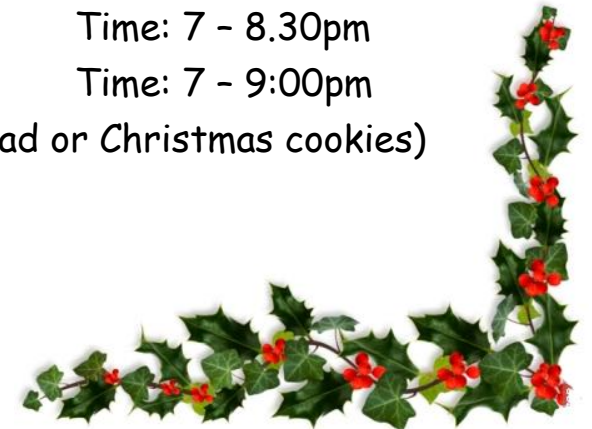 Time: 7 – 8.30pm
Time: 7 – 9:00pm
ad or Christmas cookies)